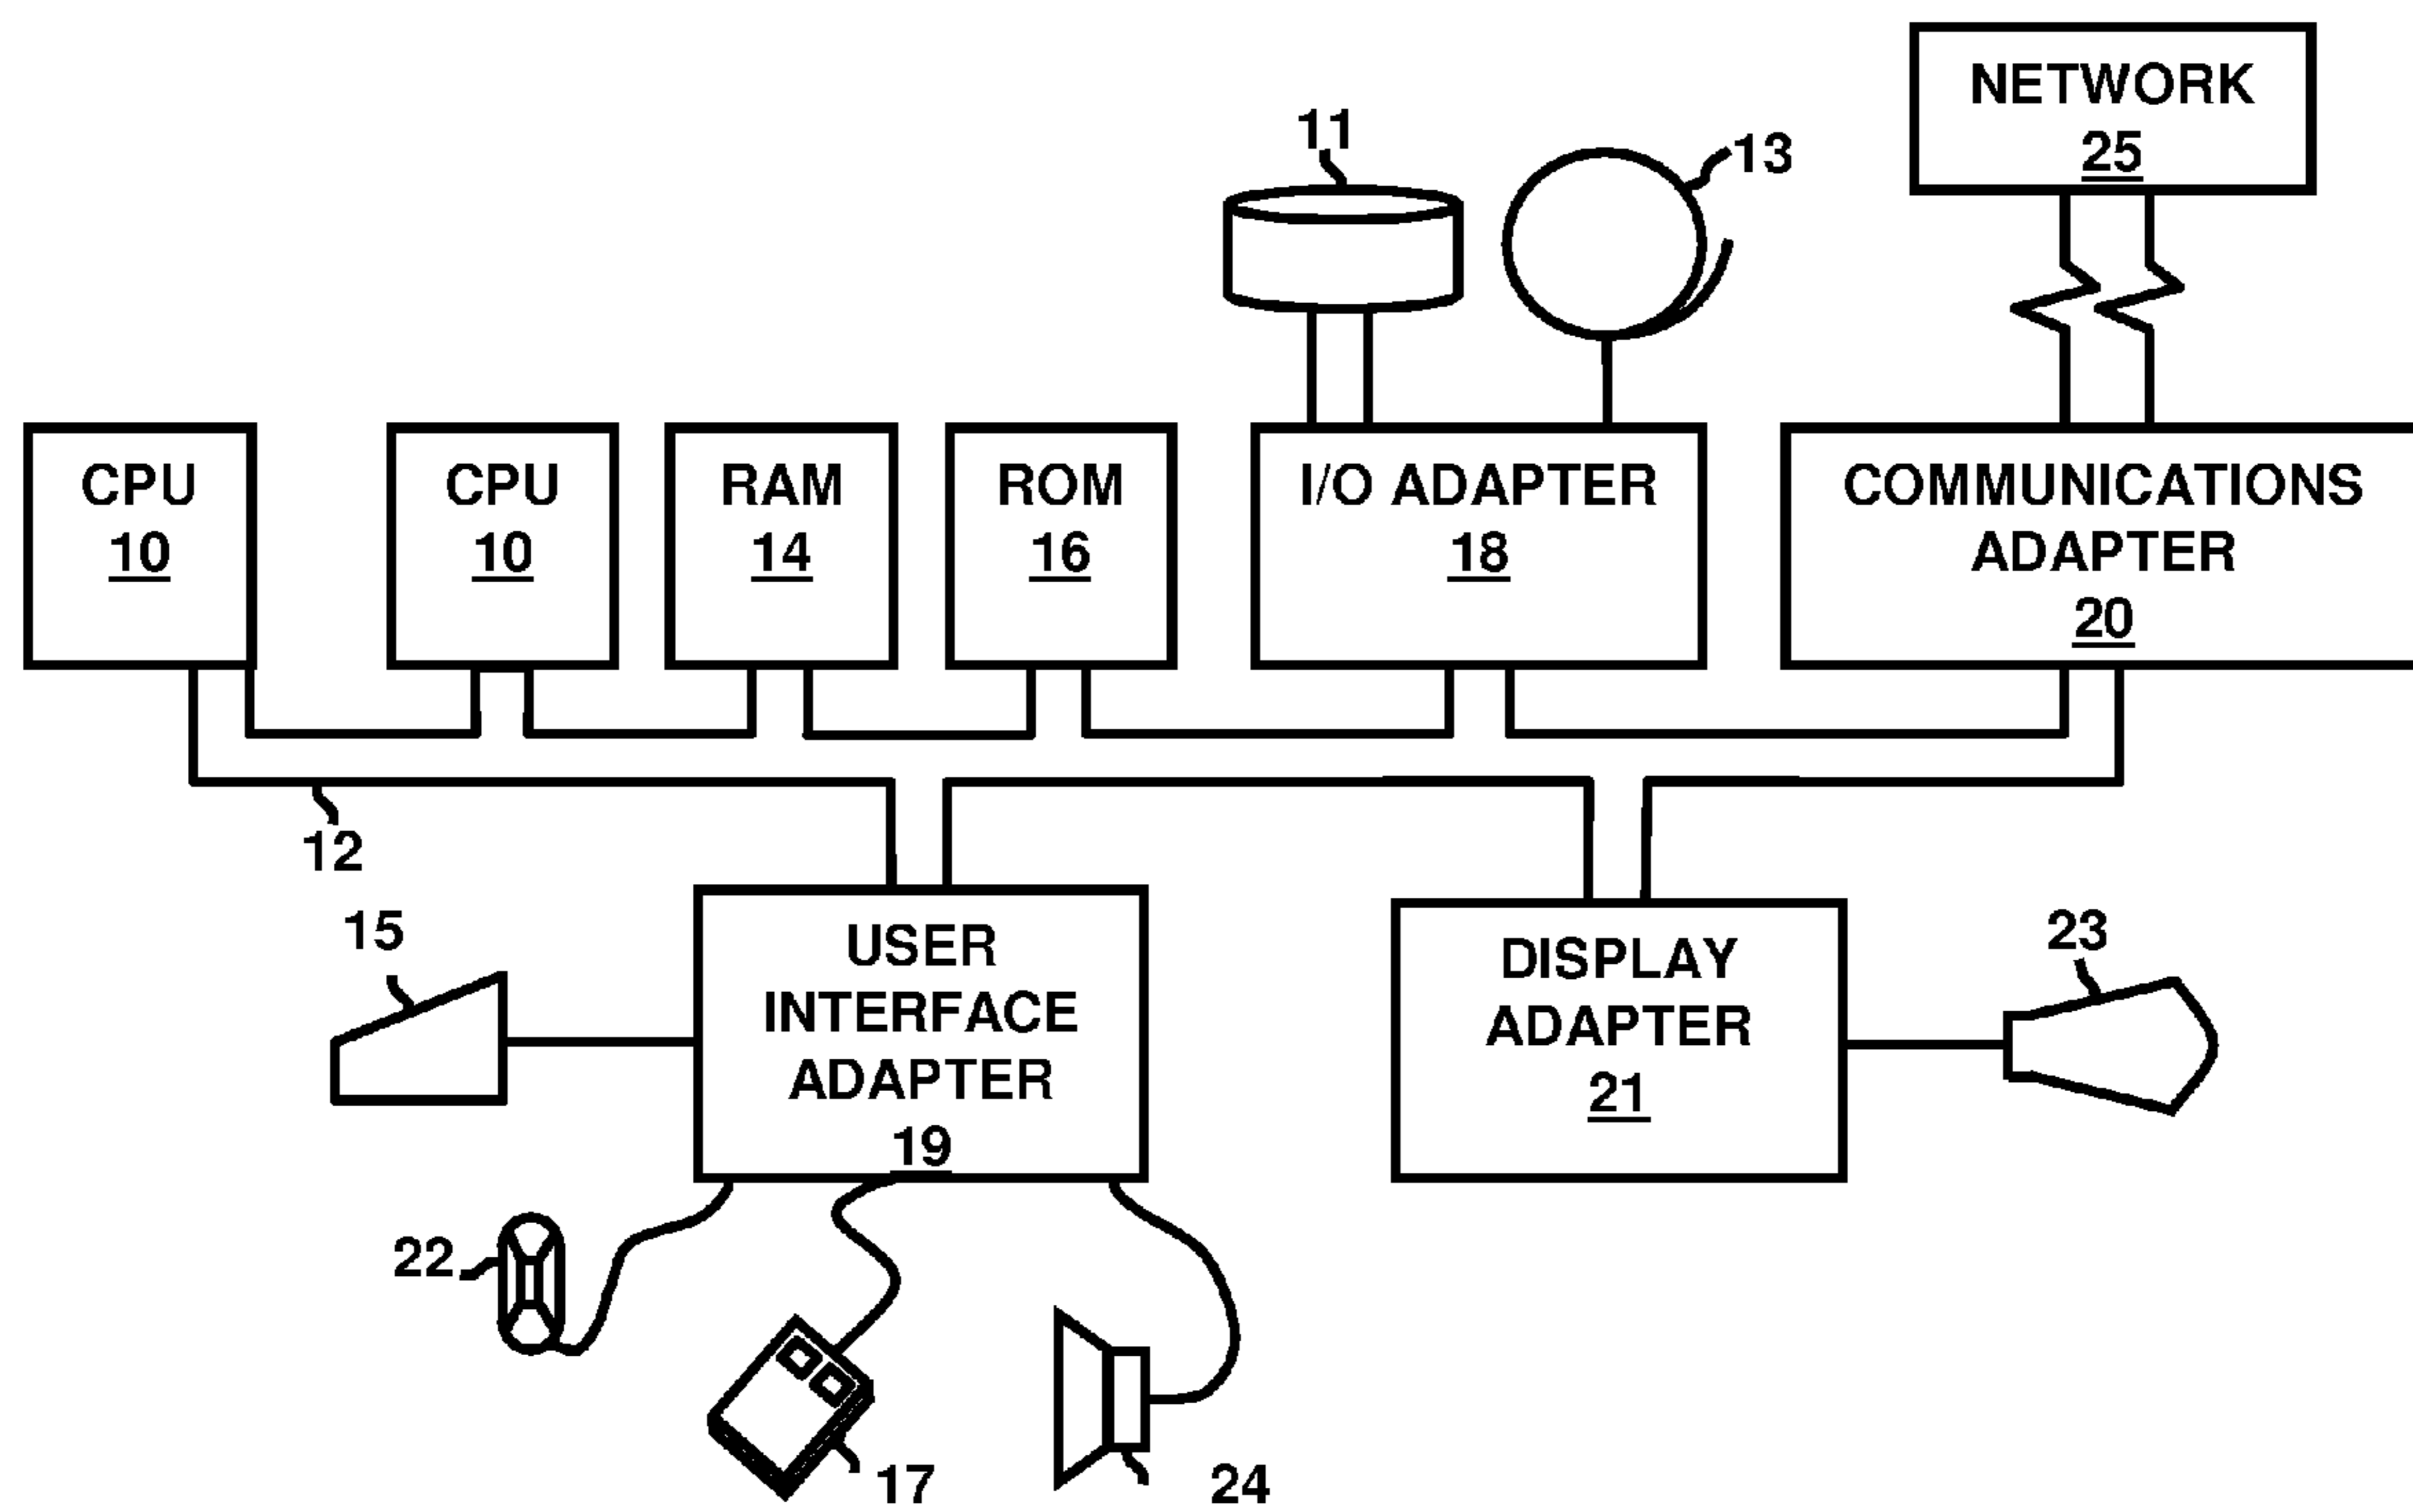 NETWORK
25
11
13
CPU
10
CPU
10
RAM
14
ROM
16
I/O ADAPTER
18
COMMUNICATIONS
ADAPTER
20
12
15
USER
INTERFACE
ADAPTER
19
DISPLAY
ADAPTER
21
23
22
17
24